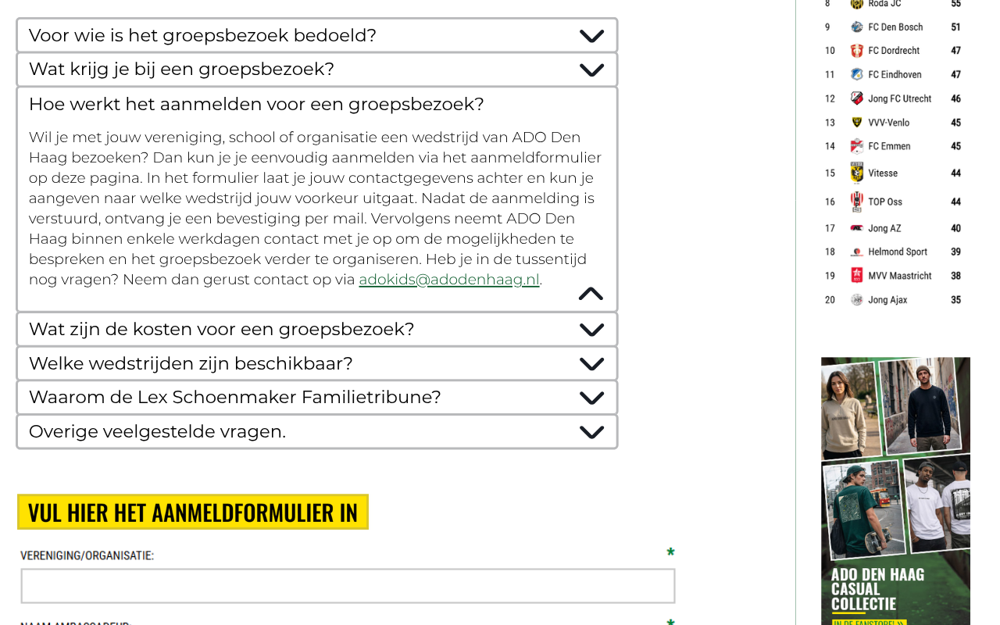 Voor wie is het groepsbezoek bedoeld?
Wat krijg je bij een groepsbezoek?
Hoe werkt het aanmelden voor een groepsbezoek?
Wil je met jouw vereniging, school of organisatie een wedstrijd van ADO Den
Haag bezoeken? Dan kun je je eenvoudig aanmelden via het aanmeldformulier
op deze pagina. In het formulier laat je jouw contactgegevens achter en kun je
aangeven naar welke wedstrijd jouw voorkeur uitgaat. Nadat de aanmelding is
verstuurd, ontvang je een bevestiging per mail. Vervolgens neemt ADO Den
Haag binnen enkele werkdagen contact met je op om de mogelijkheden te
bespreken en het groepsbezoek verder te organiseren. Heb je in de tussentijd
nog vragen? Neem dan gerust contact op via adokids@adodenhaag.nl.
Wat zijn de kosten voor een groepsbezoek?
Welke wedstrijden zijn beschikbaar?
Waarom de Lex Schoenmaker Familietribune?
Overige veelgestelde vragen.
VUL HIER HET AANMELDFORMULIER IN
VERENIGING/ORGANISATIE: *
NAAM AMBASSADEUR: *
8 Roda JC 55
9 FC Den Bosch 51
10 FC Dordrecht 47
11 FC Eindhoven 47
12 Jong FC Utrecht 46
13 VVV-Venlo 45
14 FC Emmen 45
15 Vitesse 44
16 TOP Oss 44
17 Jong AZ 40
18 Helmond Sport 39
19 MVV Maastricht 38
20 Jong Ajax 35
ADO DEN HAAG
CASUAL
COLLECTIE
IN DE FANSTORE! »